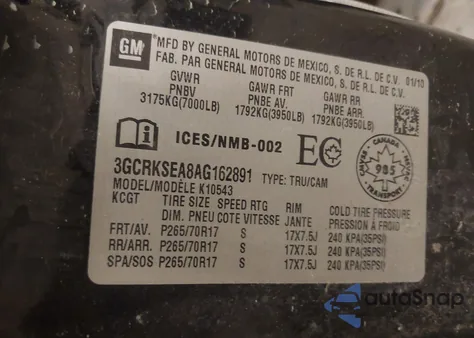 GM
MFD BY GENERAL MOTORS DE MEXICO, S. DE R.L. DE C.V. 01/10
FAB. PAR GENERAL MOTORS DE MEXICO, S. DE R.L. DE C.V.
GVWR GAWR FRT GAWR RR
PNBV PNBE AV. PNBE ARR.
3175KG(7000LB) 1792KG(3950LB) 1792KG(3950LB)
ICES/NMB-002 EC
CANADA
985
TRANSPORT
3GCRKSEA8AG162891 TYPE: TRU/CAM
MODEL/MODÈLE K10543
KCGT TIRE SIZE SPEED RTG RIM COLD TIRE PRESSURE
DIM. PNEU COTE VITESSE JANTE PRESSION A FROID
FRT/AV. P265/70R17 S 17X7.5J 240 KPA(35PSI)
RR/ARR. P265/70R17 S 17X7.5J 240 KPA(35PSI)
SPA/SOS P265/70R17 S 17X7.5J 240 KPA(35PSI)
autoSnap